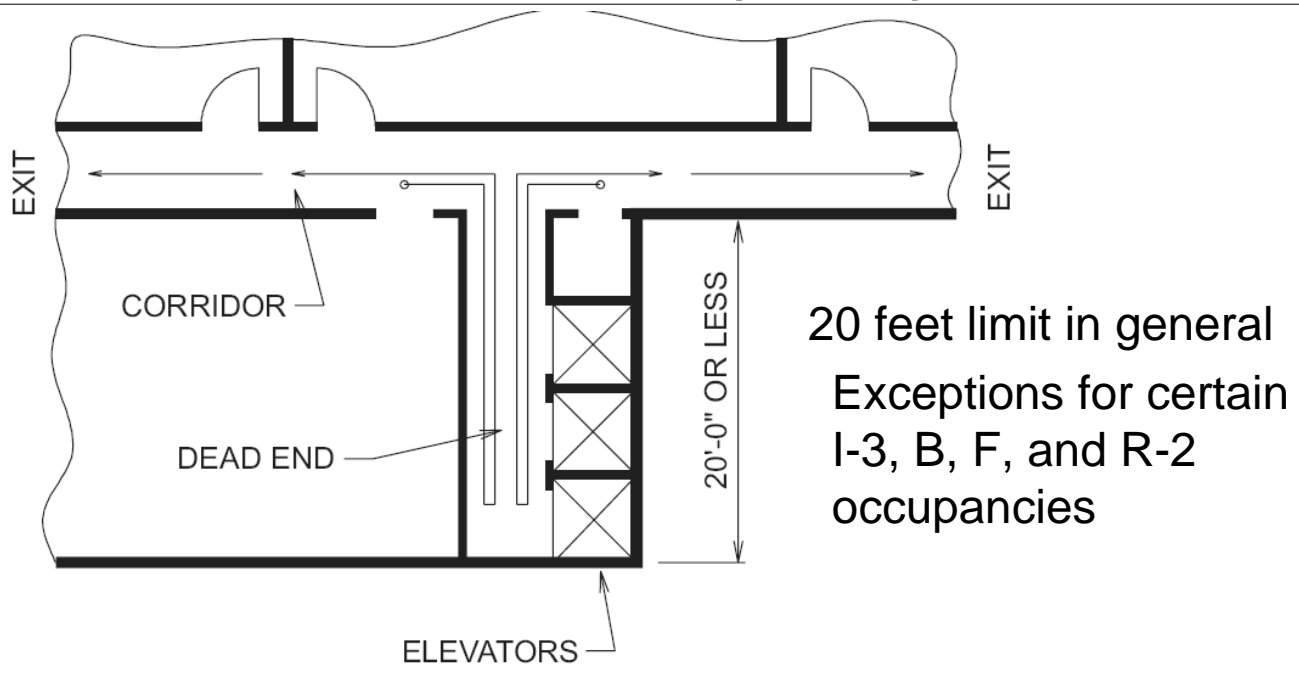 EXIT
EXIT
CORRIDOR
20'-0" OR LESS
20 feet limit in general
Exceptions for certain
I-3, B, F, and R-2
occupancies
DEAD END
ELEVATORS